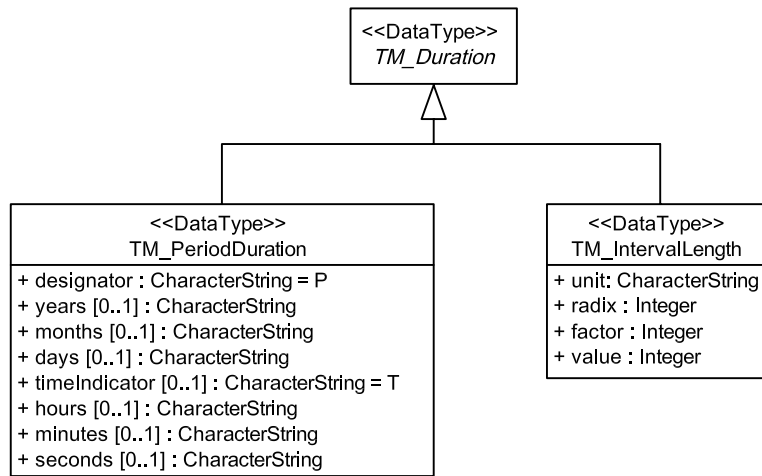 <<DataType>>
TM_Duration
<<DataType>>
TM_PeriodDuration
+ designator : CharacterString = P
+ years [0..1] : CharacterString
+ months [0..1] : CharacterString
+ days [0..1] : CharacterString
+ timeIndicator [0..1] : CharacterString = T
+ hours [0..1] : CharacterString
+ minutes [0..1] : CharacterString
+ seconds [0..1] : CharacterString
<<DataType>>
TM_IntervalLength
+ unit: CharacterString
+ radix : Integer
+ factor : Integer
+ value : Integer